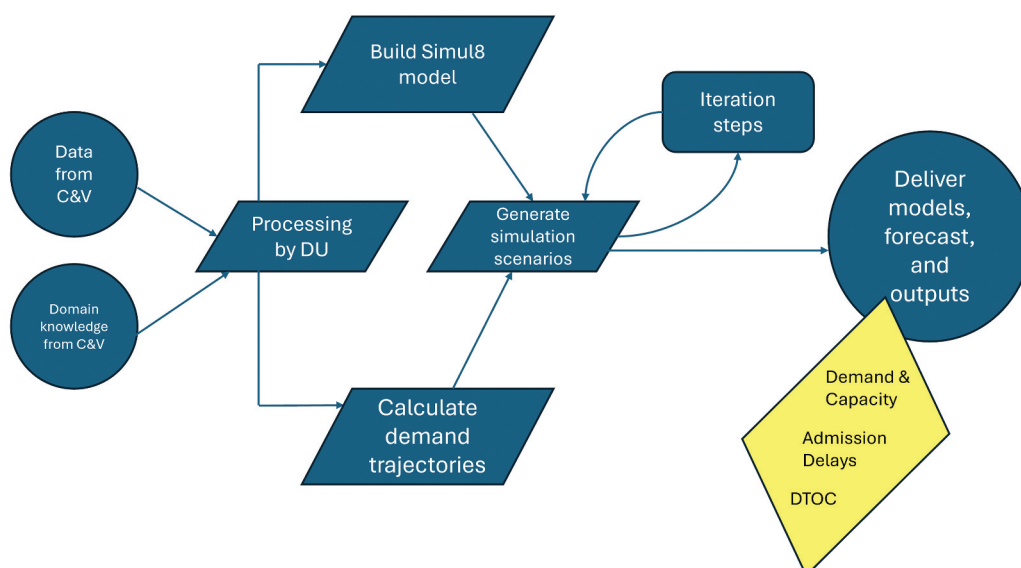 Data
from
C&V
Domain
knowledge
from C&V
Processing
by DU
Build Simul8
model
Calculate
demand
trajectories
Generate
simulation
scenarios
Iteration
steps
Deliver
models,
forecast,
and
outputs
Demand &
Capacity
Admission
Delays
DTOC